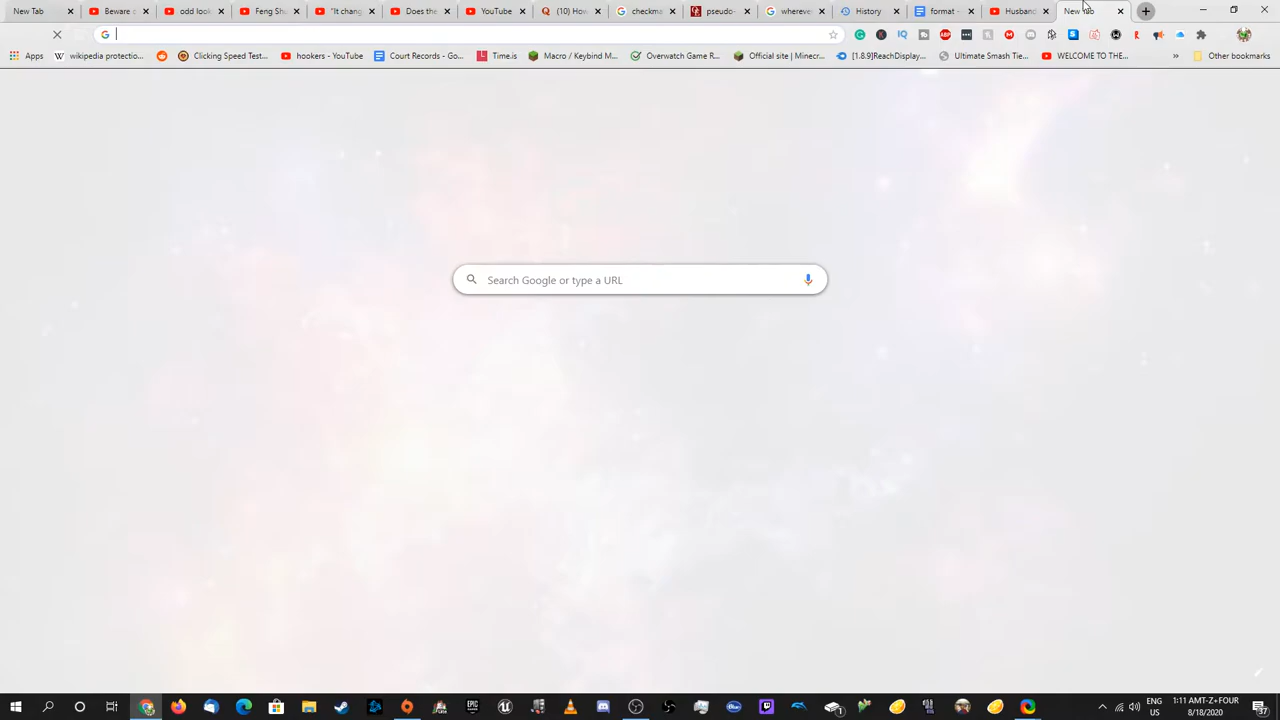 New Tab Beware a odd look Feng Shu "It chang Does the YouTube (10) How checkma pseudo- whereve History format - Husband New Tab
Apps wikipedia protectio... Clicking Speed Test... hookers - YouTube Court Records - Go... Time.is Macro / Keybind M... Overwatch Game R... Official site | Minecr... [1.8.9]ReachDisplay... Ultimate Smash Tie... WELCOME TO THE... » Other bookmarks
Search Google or type a URL
ENG 1:11 AMT-Z+FOUR
US 8/18/2020